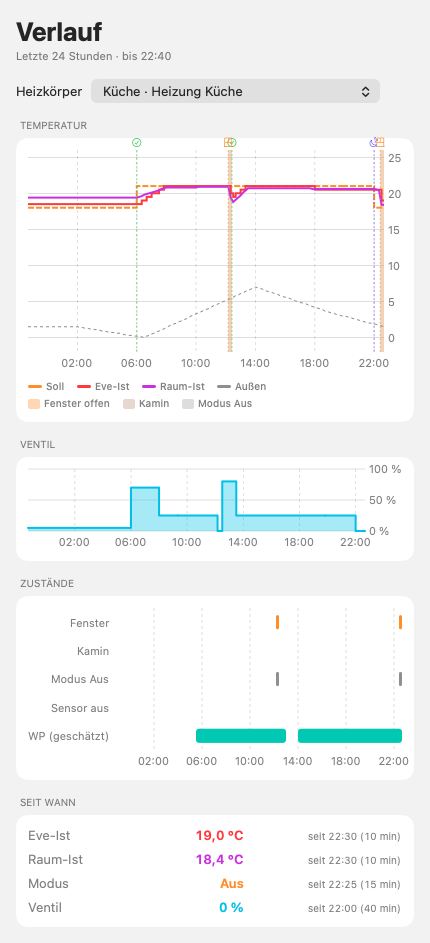 Verlauf
Letzte 24 Stunden · bis 22:40
Heizkörper Küche · Heizung Küche
TEMPERATUR
25
20
15
10
5
0
02:00 06:00 10:00 14:00 18:00 22:00
Soll Eve-Ist Raum-Ist Außen
Fenster offen Kamin Modus Aus
VENTIL
100 %
50 %
0 %
02:00 06:00 10:00 14:00 18:00 22:00
ZUSTÄNDE
Fenster
Kamin
Modus Aus
Sensor aus
WP (geschätzt)
02:00 06:00 10:00 14:00 18:00 22:00
SEIT WANN
Eve-Ist 19,0 °C seit 22:30 (10 min)
Raum-Ist 18,4 °C seit 22:30 (10 min)
Modus Aus seit 22:25 (15 min)
Ventil 0 % seit 22:00 (40 min)